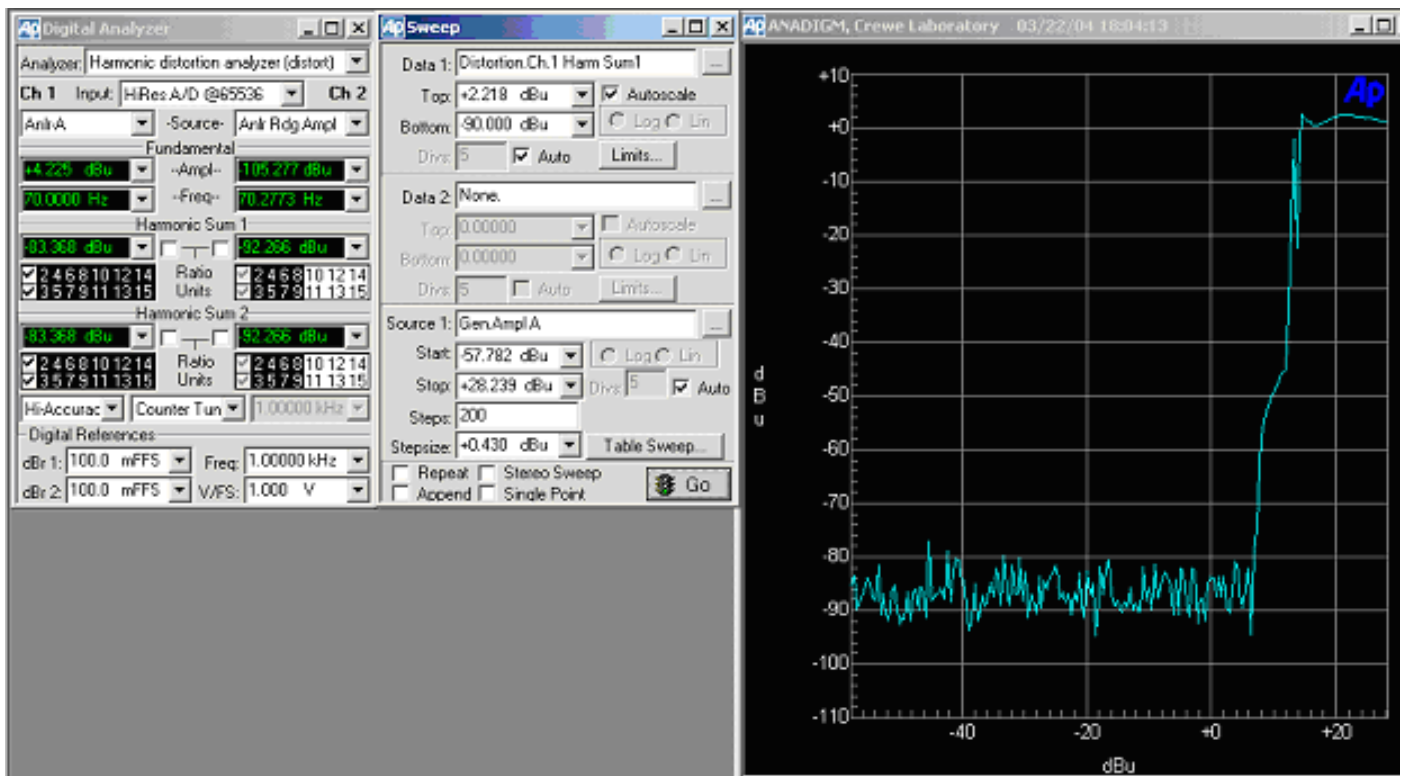 Ap Digital Analyzer
Analyzer: Harmonic distortion analyzer (distort)
Ch 1 Input: HiRes A/D @65536 Ch 2
Anlr-A -Source- Anlr Rdg Ampl
Fundamental
+4.225 dBu --Ampl-- -105.277 dBu
70.0000 Hz --Freq-- 70.2773 Hz
Harmonic Sum 1
-83.368 dBu -92.266 dBu
2 4 6 8 10 12 14 Ratio 2 4 6 8 10 12 14
3 5 7 9 11 13 15 Units 3 5 7 9 11 13 15
Harmonic Sum 2
-83.368 dBu -92.266 dBu
2 4 6 8 10 12 14 Ratio 2 4 6 8 10 12 14
3 5 7 9 11 13 15 Units 3 5 7 9 11 13 15
Hi-Accurac Counter Tun 1.00000 kHz
Digital References
dBr 1: 100.0 mFFS Freq: 1.00000 kHz
dBr 2: 100.0 mFFS V/FS: 1.000 V
Ap Sweep
Data 1: Distortion.Ch.1 Harm Sum1 ...
Top: +2.218 dBu Autoscale
Bottom: -90.000 dBu Log Lin
Divs: 5 Auto Limits...
Data 2: None. ...
Top: 0.00000 Autoscale
Bottom: 0.00000 Log Lin
Divs: 5 Auto Limits...
Source 1: Gen.Ampl.A ...
Start: -57.782 dBu Log Lin
Stop: +28.239 dBu Divs: 5 Auto
Steps: 200
Stepsize: +0.430 dBu Table Sweep...
Repeat Stereo Sweep
Append Single Point Go
Ap ANADIGM, Crewe Laboratory 03/22/04 18:04:13
Ap
+10
+0
-10
-20
-30
-40
-50
-60
-70
-80
-90
-100
-110
d
B
u
-40 -20 +0 +20
dBu